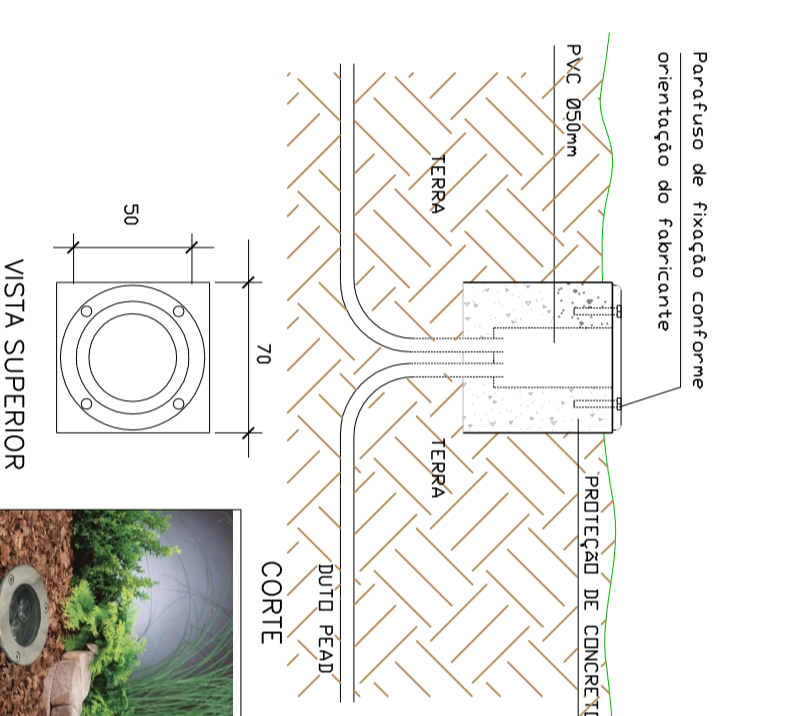 Parafuso de fixação conforme
orientação do fabricante
PVC Ø50mm
TERRA
TERRA
PROTEÇÃO DE CONCRETO
DUTO PEAD
CORTE
50
70
VISTA SUPERIOR